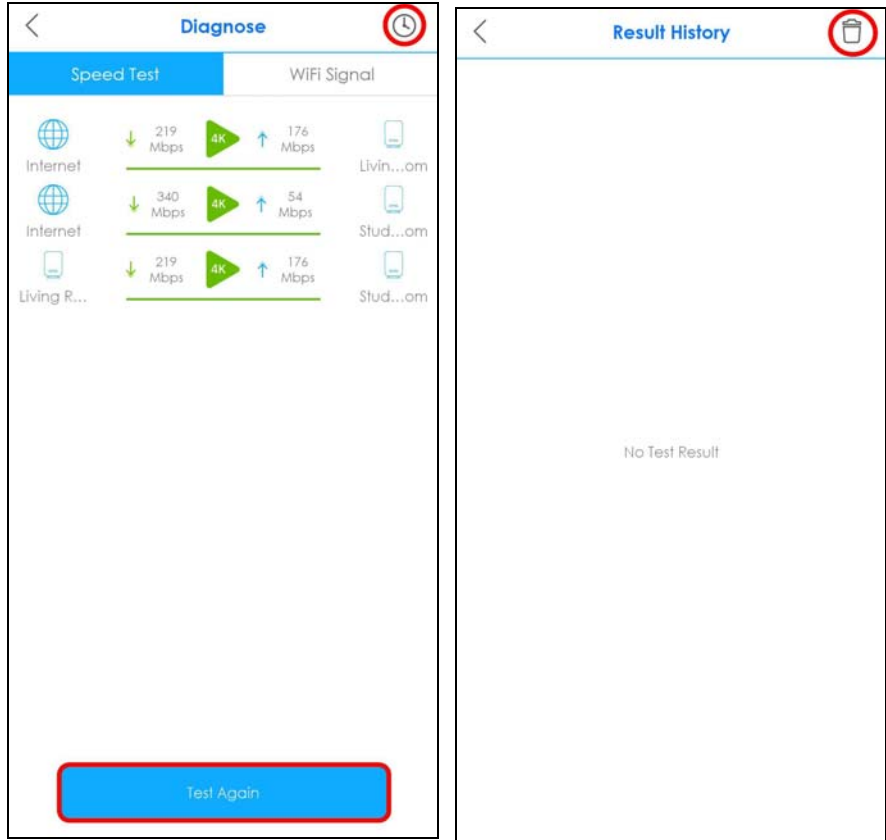 Diagnose
Speed Test
WiFi Signal
219 Mbps
4K
176 Mbps
Internet
Livin...om
340 Mbps
4K
54 Mbps
Internet
Stud...om
219 Mbps
4K
176 Mbps
Living R...
Stud...om
Test Again
Result History
No Test Result